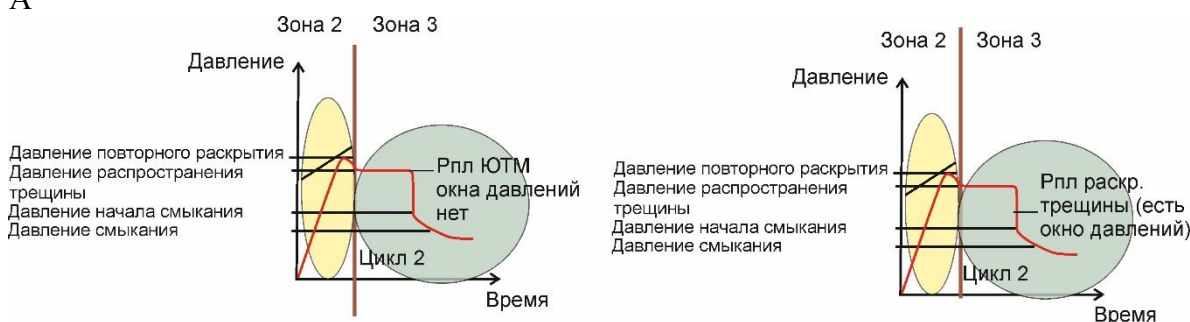 А
Зона 2 Зона 3
Давление
Давление повторного раскрытия
Давление распространения
трещины
Давление начала смыкания
Давление смыкания
Рпл ЮТМ
окна давлений
нет
Цикл 2
Время
Зона 2 Зона 3
Давление
Давление повторного раскрытия
Давление распространения
трещины
Давление начала смыкания
Давление смыкания
Рпл раскр.
трещины (есть
окно давлений)
Цикл 2
Время